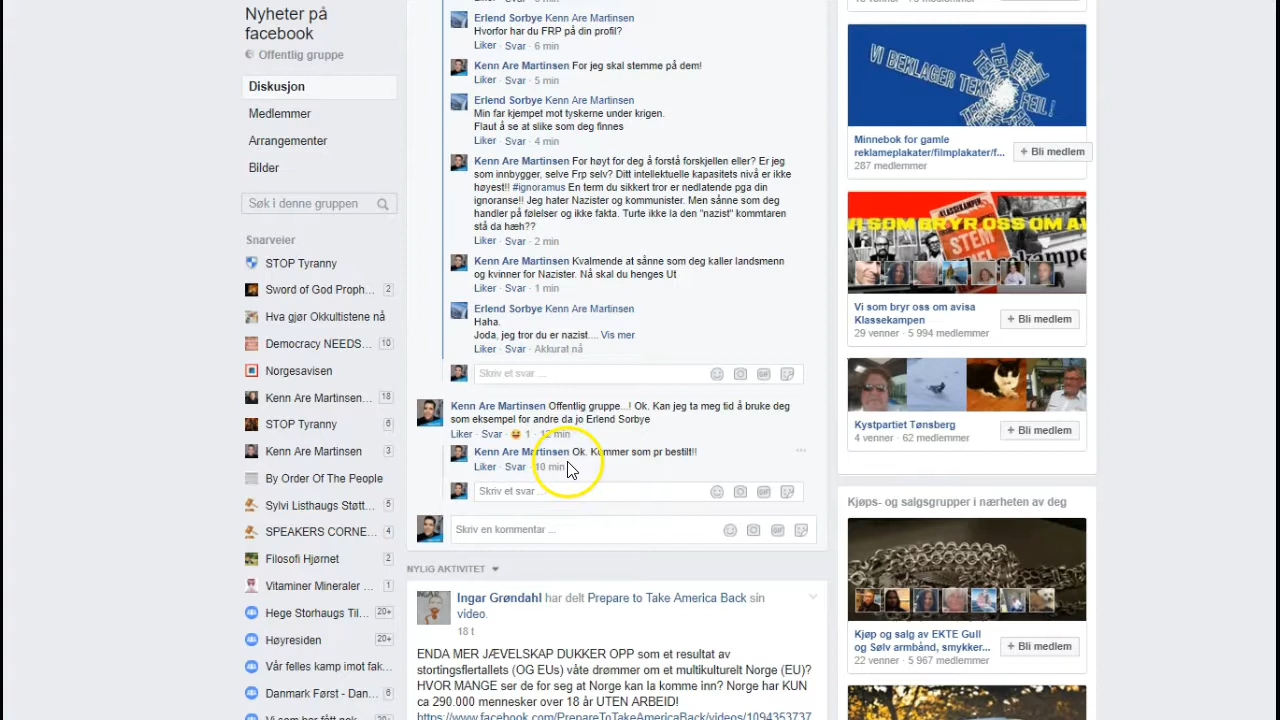 Nyheter på
facebook
Offentlig gruppe
Diskusjon
Medlemmer
Arrangementer
Bilder
Søk i denne gruppen
Snarveier
STOP Tyranny
Sword of God Proph... 2
Hva gjør Okkultistene nå
Democracy NEEDS... 10
Norgesavisen
Kenn Are Martinsen... 18
STOP Tyranny 6
Kenn Are Martinsen 3
By Order Of The People
Sylvi Listhaugs Støtt... 5
SPEAKERS CORNE... 4
Filosofi Hjørnet 4
Vitaminer Mineraler ... 1
Hege Storhaugs Til... 20+
Høyresiden 20+
Vår felles kamp imot fak...
Danmark Først - Dan... 6
Erlend Sorbye Kenn Are Martinsen
Hvorfor har du FRP på din profil?
Liker · Svar · 6 min
Kenn Are Martinsen For jeg skal stemme på dem!
Liker · Svar · 5 min
Erlend Sorbye Kenn Are Martinsen
Min far kjempet mot tyskerne under krigen.
Flaut å se at slike som deg finnes
Liker · Svar · 4 min
Kenn Are Martinsen For høyt for deg å forstå forskjellen eller? Er jeg
som innbygger, selve Frp selv? Ditt intellektuelle kapasitets nivå er ikke
høyest!! #ignoramus En term du sikkert tror er nedlatende pga din
ignoranse!! Jeg hater Nazister og kommunister. Men sånne som deg
handler på følelser og ikke fakta. Turte ikke la den "nazist" kommtaren
stå da hæh??
Liker · Svar · 2 min
Kenn Are Martinsen Kvalmende at sånne som deg kaller landsmenn
og kvinner for Nazister. Nå skal du henges Ut
Liker · Svar · 1 min
Erlend Sorbye Kenn Are Martinsen
Haha.
Joda, jeg tror du er nazist.... Vis mer
Liker · Svar · Akkurat nå
Skriv et svar ...
Kenn Are Martinsen Offentlig gruppe...! Ok. Kan jeg ta meg tid å bruke deg
som eksempel for andre da jo Erlend Sorbye
Liker · Svar · 1 · 12 min
Kenn Are Martinsen Ok. Kommer som pr bestilt!!
Liker · Svar · 10 min
Skriv et svar ...
Skriv en kommentar ...
NYLIG AKTIVITET
Ingar Grøndahl har delt Prepare to Take America Back sin
video.
18 t
ENDA MER JÆVELSKAP DUKKER OPP som et resultat av
stortingsflertallets (OG EUs) våte drømmer om et multikulturelt Norge (EU)?
HVOR MANGE ser de for seg at Norge kan la komme inn? Norge har KUN
ca 290.000 mennesker over 18 år UTEN ARBEID!
https://www.facebook.com/PrepareToTakeAmericaBack/videos/1094353737
VI BEKLAGER TEKNISK FEIL!
Minnebok for gamle
reklameplakater/filmplakater/f...
+ Bli medlem
287 medlemmer
VI SOM BRYR OSS OM AV
STEM
Vi som bryr oss om avisa
Klassekampen
+ Bli medlem
29 venner · 5 994 medlemmer
Kystpartiet Tønsberg
4 venner · 62 medlemmer
+ Bli medlem
Kjøps- og salgsgrupper i nærheten av deg
Kjøp og salg av EKTE Gull
og Sølv armbånd, smykker...
+ Bli medlem
22 venner · 5 967 medlemmer